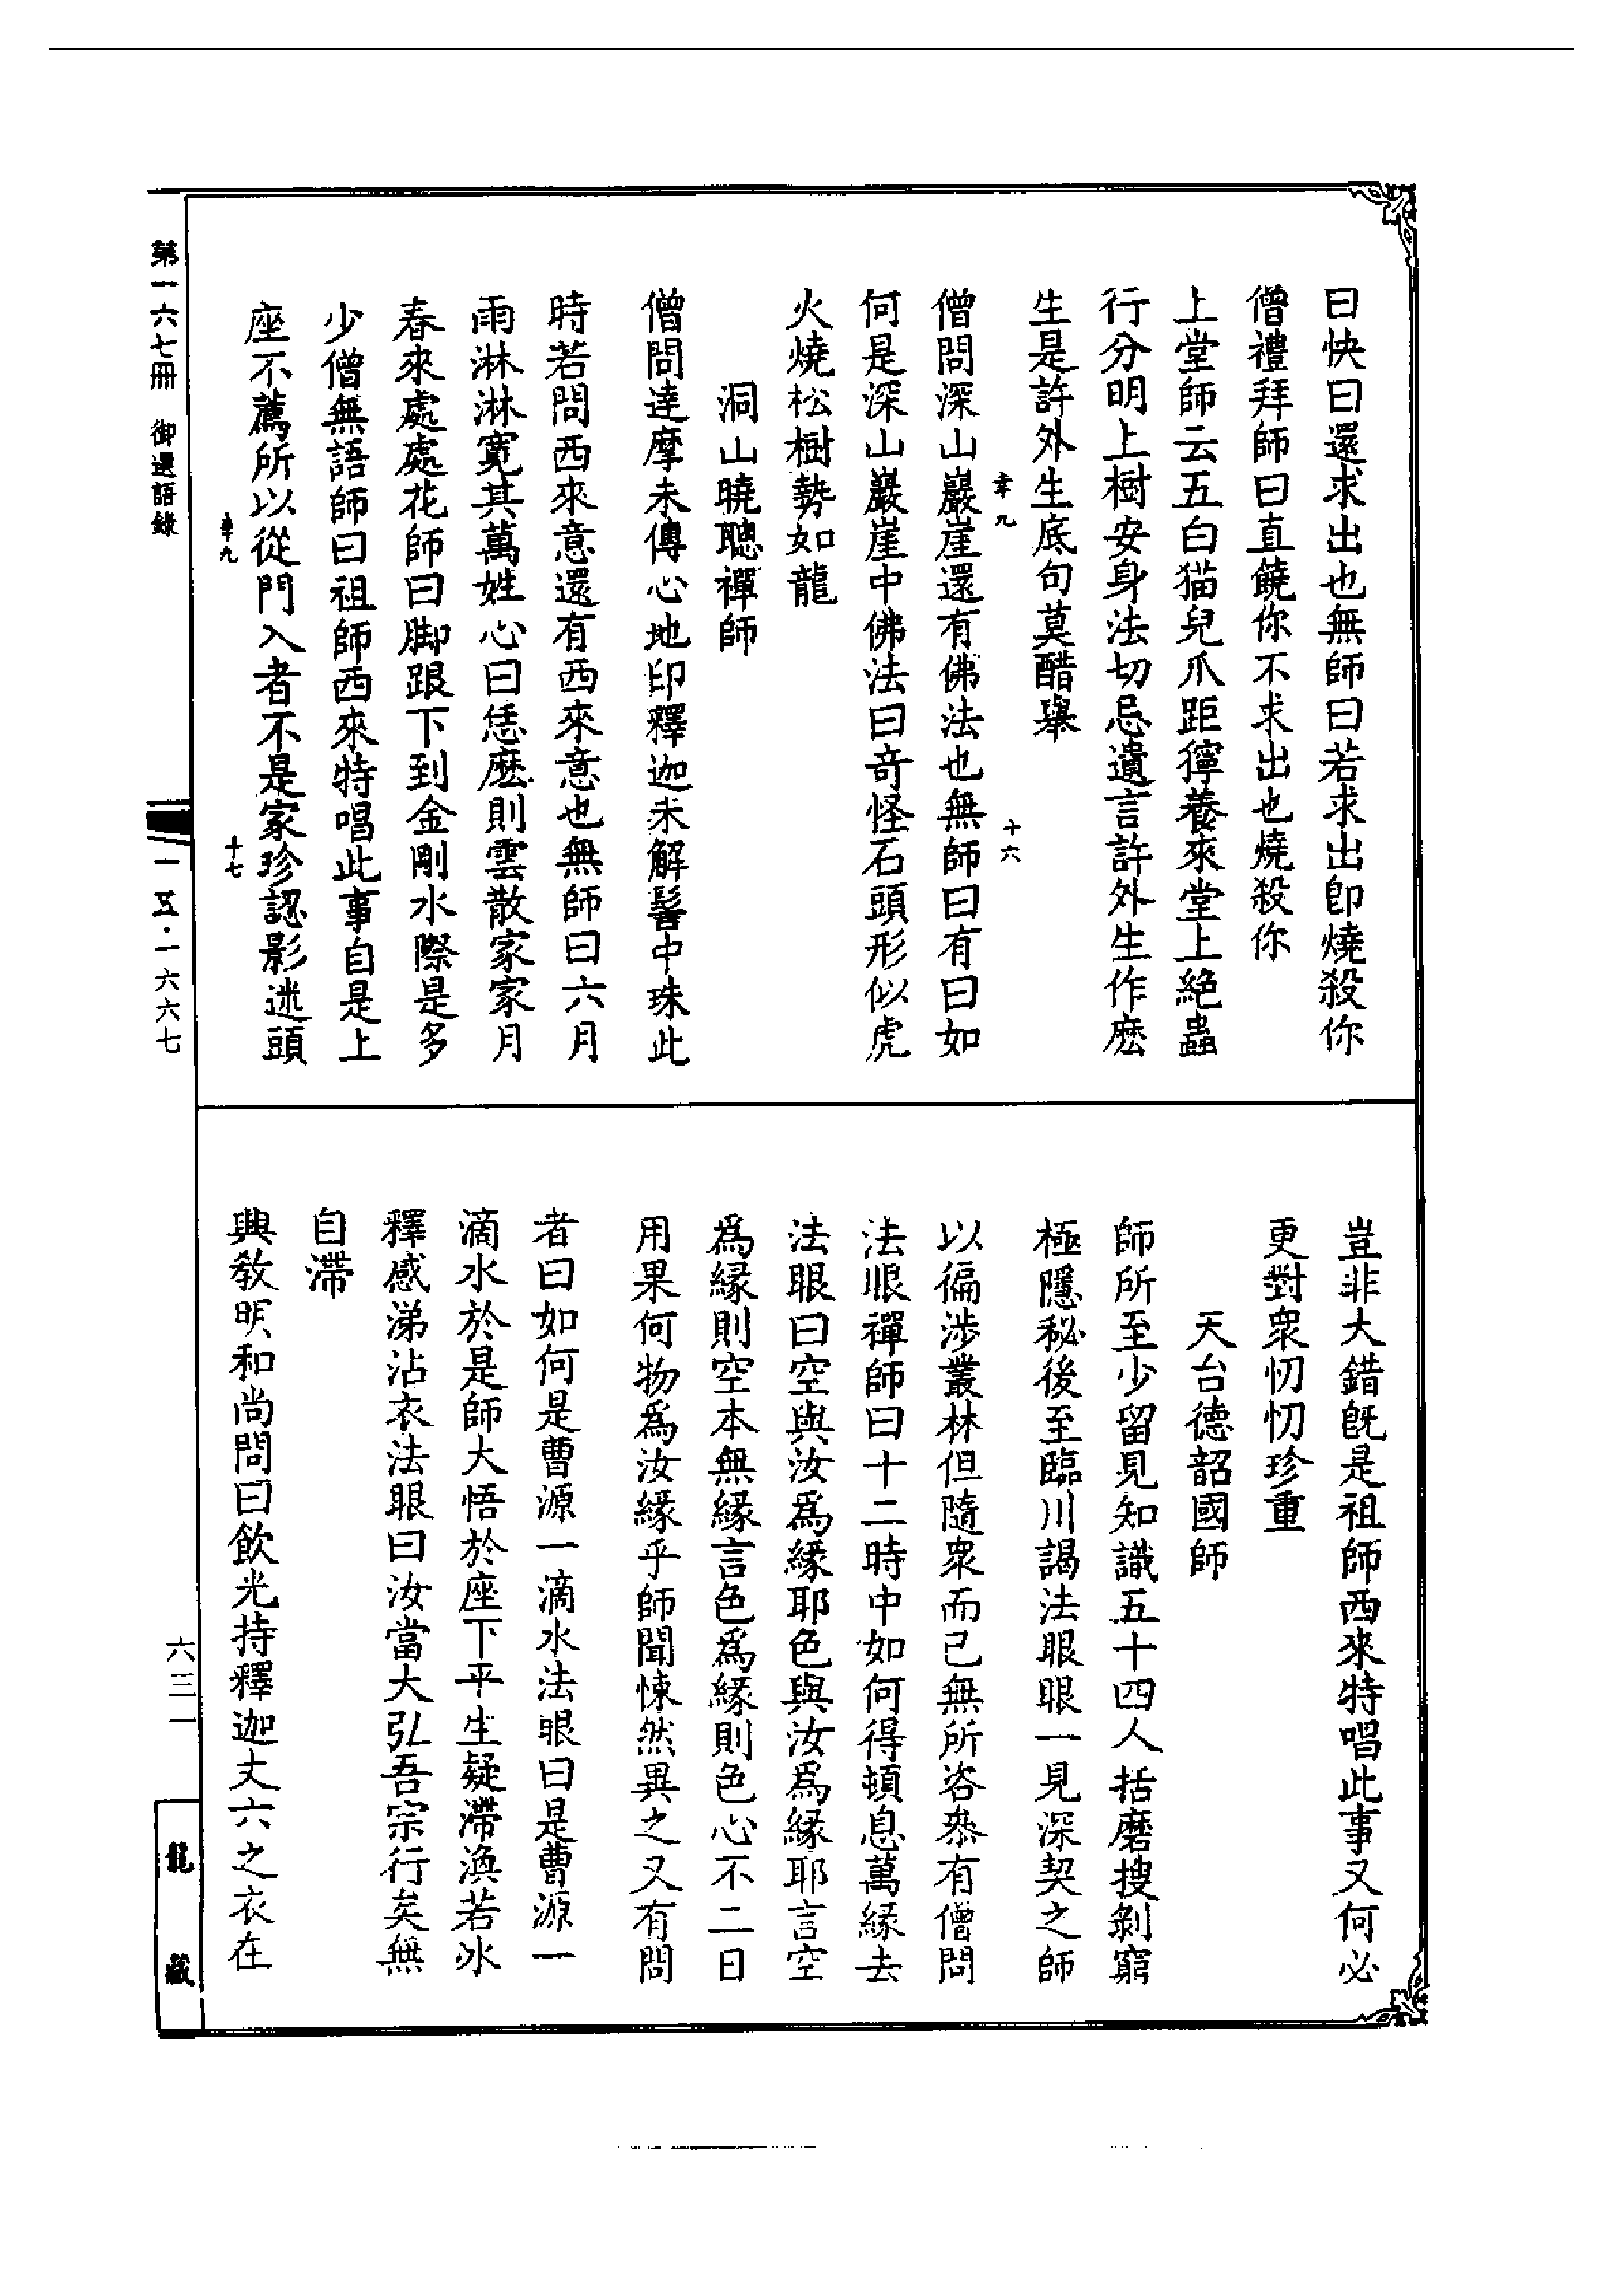 曰快曰還求出也無師曰若求出卽燒殺你
僧禮拜師曰直饒你不求出也燒殺你
上堂師云五白猫兒爪距獰養來堂上絕蟲
行分明上樹安身法切忌遺言許外生作麽
生是許外生底句莫醋舉
韋九
十六
僧問深山巖崖還有佛法也無師曰有曰如
何是深山巖崖中佛法曰奇怪石頭形似虎
火燒松樹勢如龍
洞山曉聰禪師
僧問達摩未傳心地印釋迦未解髻中珠此
時若問西來意還有西來意也無師曰六月
雨淋淋寬其萬姓心曰恁麽則雲散家家月
春來處處花師曰脚跟下到金剛水際是多
少僧無語師曰祖師西來特唱此事自是上
座不薦所以從門入者不是家珍認影迷頭
韋九
十七
豈非大錯旣是祖師西來特唱此事又何必
更對衆忉忉珍重
天台德韶國師
師所至少留見知識五十四人括磨搜剝窮
極隱秘後至臨川謁法眼眼一見深契之師
以徧涉叢林但隨衆而已無所咨叅有僧問
法眼禪師曰十二時中如何得頓息萬緣去
法眼曰空與汝爲緣耶色與汝爲緣耶言空
爲緣則空本無緣言色爲緣則色心不二日
用果何物爲汝緣乎師聞悚然異之又有問
者曰如何是曹源一滴水法眼曰是曹源一
滴水於是師大悟於座下平生疑滯渙若冰
釋感涕沾衣法眼曰汝當大弘吾宗行矣無
自滯
興敎明和尚問曰飲光持釋迦丈六之衣在
第一六七冊 御選語錄
一五·一六六七
六三一
龍藏